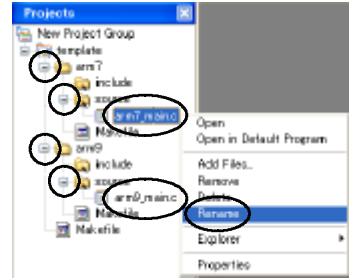 Projects
New Project Group
template
arm7
include
source
arm7_main.c
Makefile
arm9
include
source
arm9_main.c
Makefile
Makefile
Open
Open in Default Program
Add Files...
Remove
Delete
Rename
Explorer
Properties